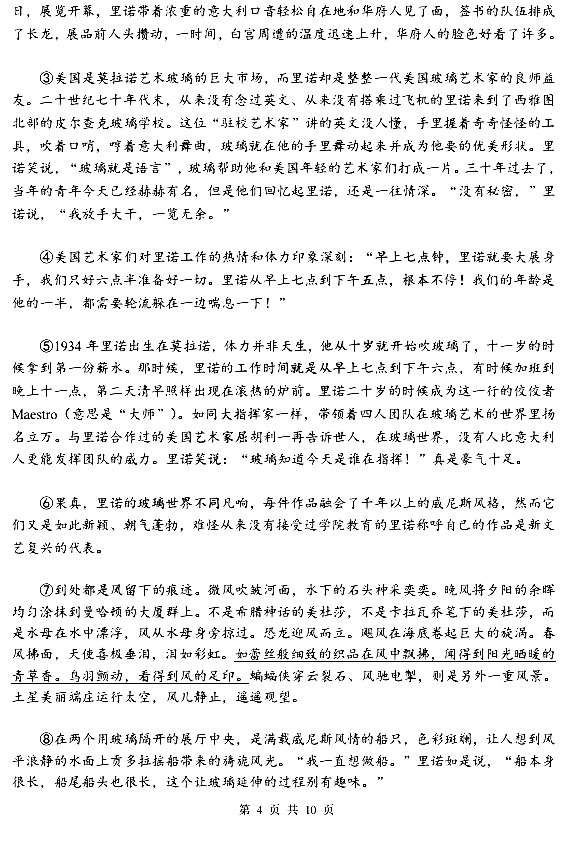 日，展览开幕，里诺带着浓重的意大利口音轻松自在地和华府人见了面，签书的队伍排成
了长龙，展品前人头攒动，一时间，白宫周遭的温度迅速上升，华府人的脸色好看了许多。
③美国是莫拉诺艺术玻璃的巨大市场，而里诺却是整整一代美国玻璃艺术家的良师益
友。二十世纪七十年代末，从来没有念过英文、从来没有搭乘过飞机的里诺来到了西雅图
北部的皮尔查克玻璃学校。这位“驻校艺术家”讲的英文没人懂，手里握着奇奇怪怪的工
具，吹着口哨，哼着意大利舞曲，玻璃就在他的手里舞动起来并成为他要的优美形状。里
诺笑说，“玻璃就是语言”，玻璃帮助他和美国年轻的艺术家们打成一片。三十年过去了，
当年的青年今天已经赫赫有名，但是他们回忆起里诺，还是一往情深。“没有秘密，”里
诺说，“我放手大干，一览无余。”
④美国艺术家们对里诺工作的热情和体力印象深刻：“早上七点钟，里诺就要大展身
手，我们只好六点半准备好一切。里诺从早上七点到下午五点，根本不停！我们的年龄是
他的一半，都需要轮流躲在一边喘息一下！”
⑤1934 年里诺出生在莫拉诺，体力并非天生，他从十岁就开始吹玻璃了，十一岁的时
候拿到第一份薪水。那时候，里诺的工作时间就是从早上七点到下午六点，有时候加班到
晚上十一点，第二天清早照样出现在滚热的炉前。里诺二十岁的时候成为这一行的佼佼者
Maestro（意思是“大师”）。如同大指挥家一样，带领着四人团队在玻璃艺术的世界里扬
名立万。与里诺合作过的美国艺术家屈胡利一再告诉世人，在玻璃世界，没有人比意大利
人更能发挥团队的威力。里诺笑说：“玻璃知道今天是谁在指挥！”真是豪气十足。
⑥果真，里诺的玻璃世界不同凡响，每件作品融会了千年以上的威尼斯风格，然而它
们又是如此新颖、朝气蓬勃，难怪从来没有接受过学院教育的里诺称呼自己的作品是新文
艺复兴的代表。
⑦到处都是风留下的痕迹。微风吹皱河面，水下的石头神采奕奕。晚风将夕阳的余晖
均匀涂抹到曼哈顿的大厦群上。不是希腊神话的美杜莎，不是卡拉瓦乔笔下的美杜莎，而
是水母在水中漂浮，风从水母身旁掠过。恐龙迎风而立。飓风在海底卷起巨大的旋涡。春
风拂面，天使喜极垂泪，泪如彩虹。如蕾丝般细致的织品在风中飘拂，闻得到阳光晒暖的
青草香。鸟羽颤动，看得到风的足印。蝙蝠侠穿云裂石、风驰电掣，则是另外一重风景。
土星美丽端庄运行太空，风儿静止，遥遥观望。
⑧在两个用玻璃隔开的展厅中央，是满载威尼斯风情的船只，色彩斑斓，让人想到风
平浪静的水面上贡多拉摇船带来的旖旎风光。“我一直想做船。”里诺如是说，“船本身
很长，船尾船头也很长，这个让玻璃延伸的过程别有趣味。”
第 4 页 共 10 页